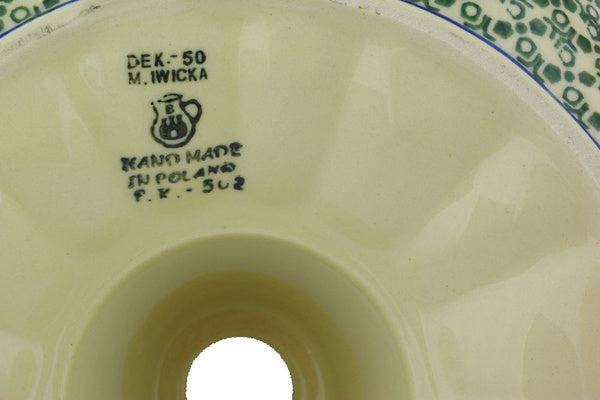 DEK.-50
M. IWICKA
B
HAND MADE
IN POLAND
F.K.-502